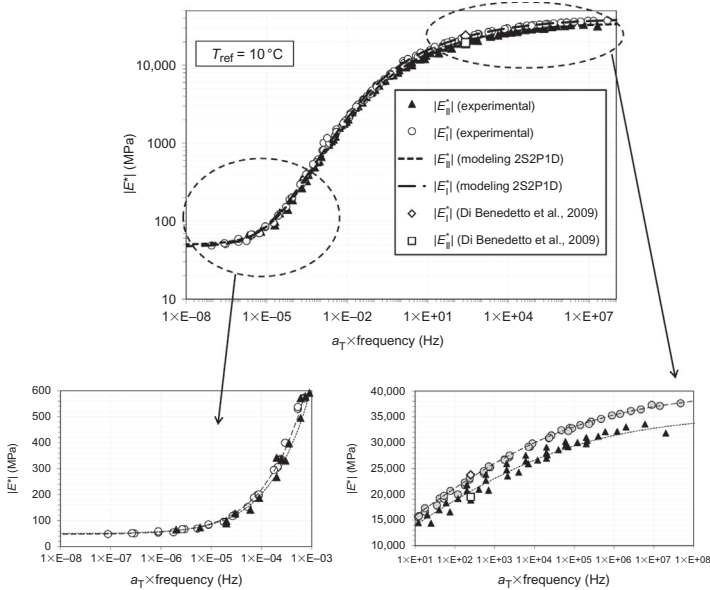 T_ref = 10 °C
|E*| (MPa)
10,000
1000
100
10
|E*_II| (experimental)
|E*_I| (experimental)
|E*_II| (modeling 2S2P1D)
|E*_I| (modeling 2S2P1D)
|E*_I| (Di Benedetto et al., 2009)
|E*_II| (Di Benedetto et al., 2009)
1×E−08 1×E−05 1×E−02 1×E+01 1×E+04 1×E+07
a_T×frequency (Hz)
|E*| (MPa)
600
500
400
300
200
100
0
1×E−08 1×E−07 1×E−06 1×E−05 1×E−04 1×E−03
a_T×frequency (Hz)
|E*| (MPa)
40,000
35,000
30,000
25,000
20,000
15,000
10,000
1×E+01 1×E+02 1×E+03 1×E+04 1×E+05 1×E+06 1×E+07 1×E+08
a_T×frequency (Hz)